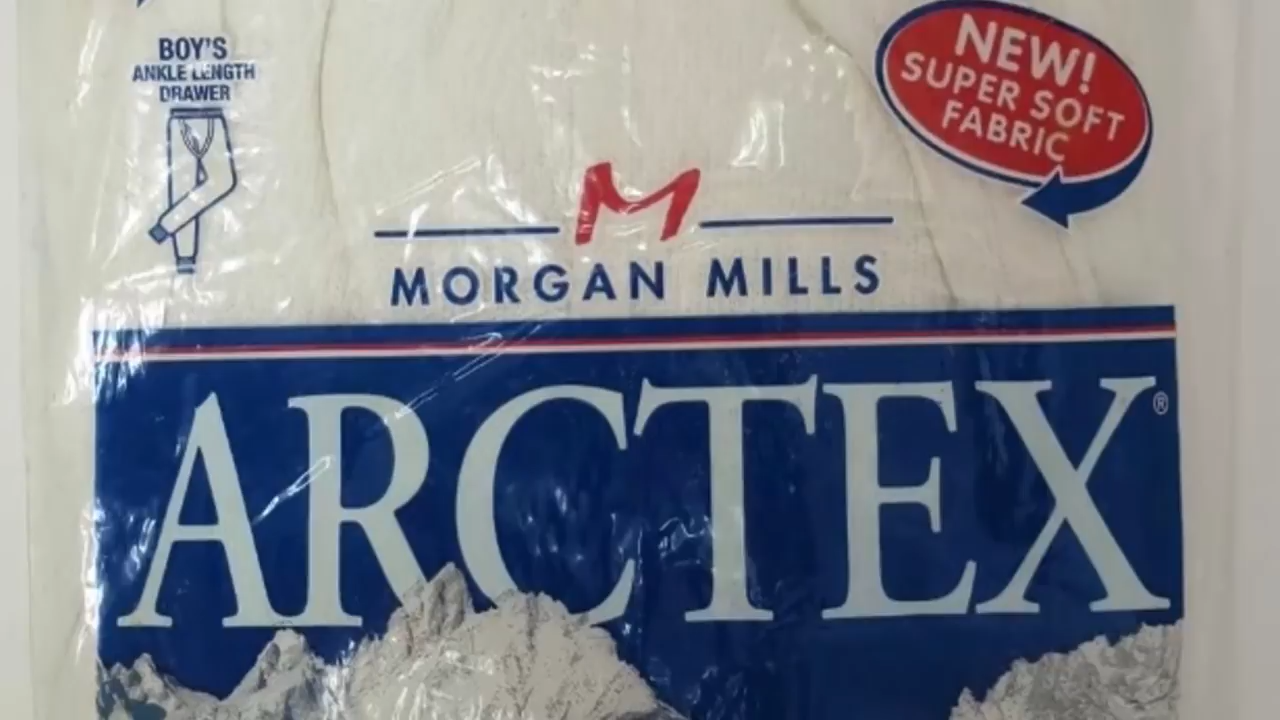 BOY'S
ANKLE LENGTH
DRAWER
NEW!
SUPER SOFT
FABRIC
M
MORGAN MILLS
ARCTEX®